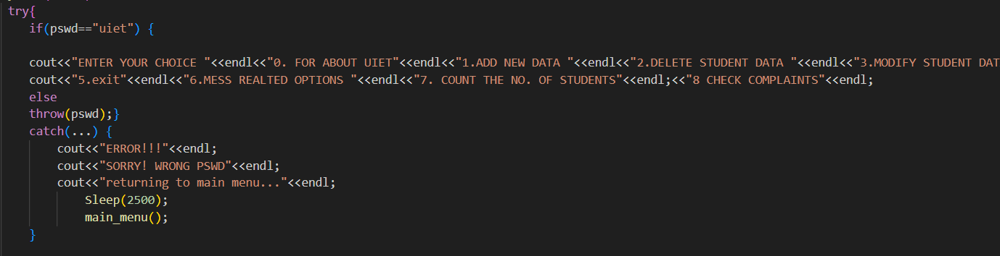 try{
if(pswd=="uiet") {
cout<<"ENTER YOUR CHOICE "<<endl<<"0. FOR ABOUT UIET"<<endl<<"1.ADD NEW DATA "<<endl<<"2.DELETE STUDENT DATA "<<endl<<"3.MODIFY STUDENT DAT
cout<<"5.exit"<<endl<<"6.MESS REALTED OPTIONS "<<endl<<"7. COUNT THE NO. OF STUDENTS"<<endl;<<"8 CHECK COMPLAINTS"<<endl;
else
throw(pswd);}
catch(...) {
cout<<"ERROR!!!"<<endl;
cout<<"SORRY! WRONG PSWD"<<endl;
cout<<"returning to main menu..."<<endl;
Sleep(2500);
main_menu();
}